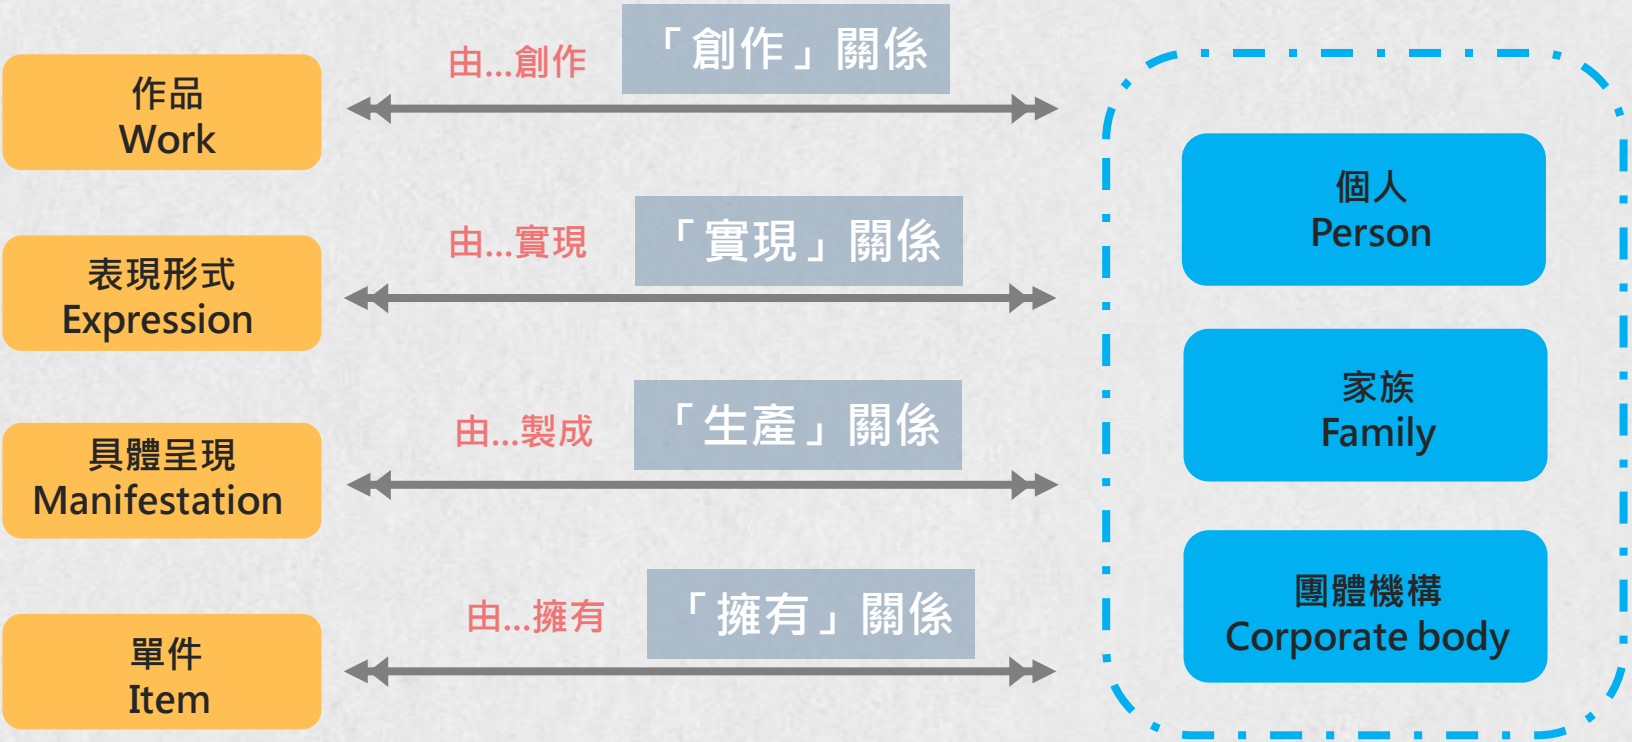 作品
Work
由...創作
「創作」關係
表現形式
Expression
由...實現
「實現」關係
具體呈現
Manifestation
由...製成
「生產」關係
單件
Item
由...擁有
「擁有」關係
個人
Person
家族
Family
團體機構
Corporate body